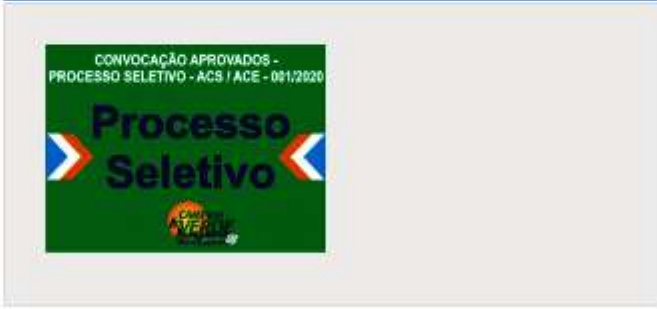 CONVOCAÇÃO APROVADOS -
PROCESSO SELETIVO - ACS / ACE - 001/2020
Processo
Seletivo
VERDE